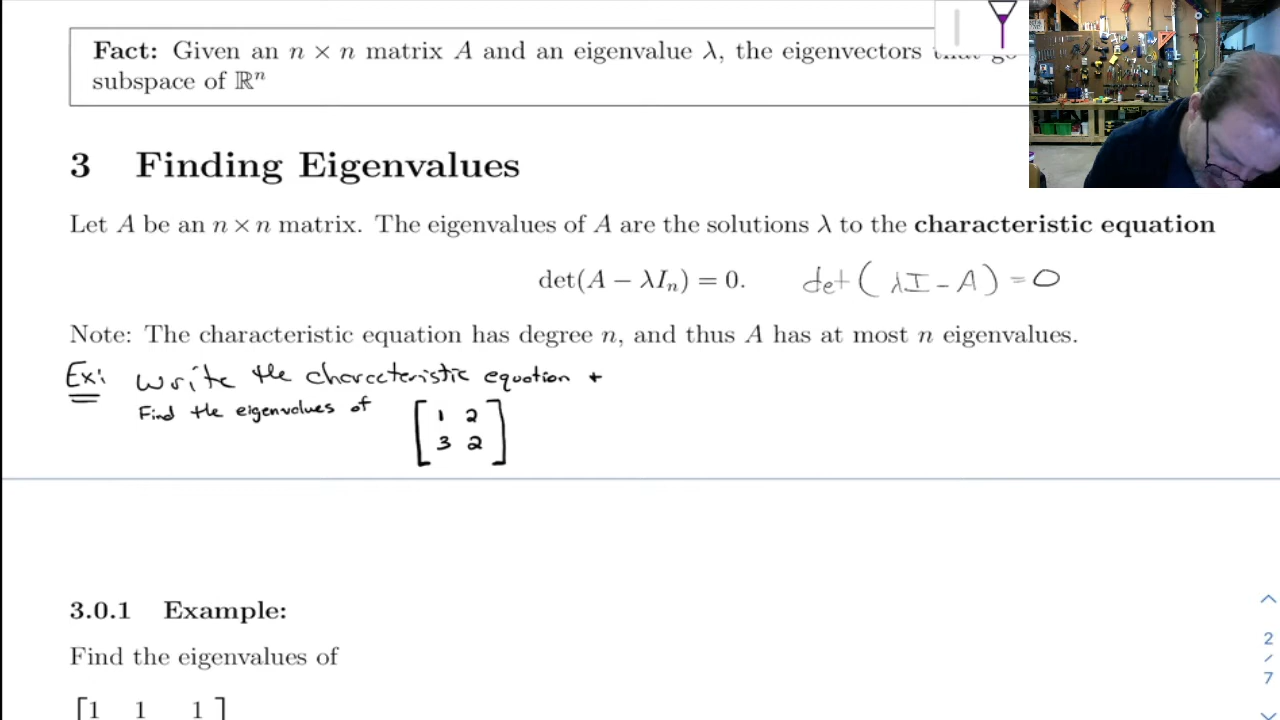 Fact: Given an n × n matrix A and an eigenvalue λ, the eigenvectors that go
subspace of ℝⁿ
3 Finding Eigenvalues
Let A be an n × n matrix. The eigenvalues of A are the solutions λ to the characteristic equation
det(A − λIₙ) = 0. det(λI − A) = 0
Note: The characteristic equation has degree n, and thus A has at most n eigenvalues.
Ex: Write the characteristic equation +
Find the eigenvalues of [1 2
3 2]
3.0.1 Example:
Find the eigenvalues of
[1 1 1]
2
/
7